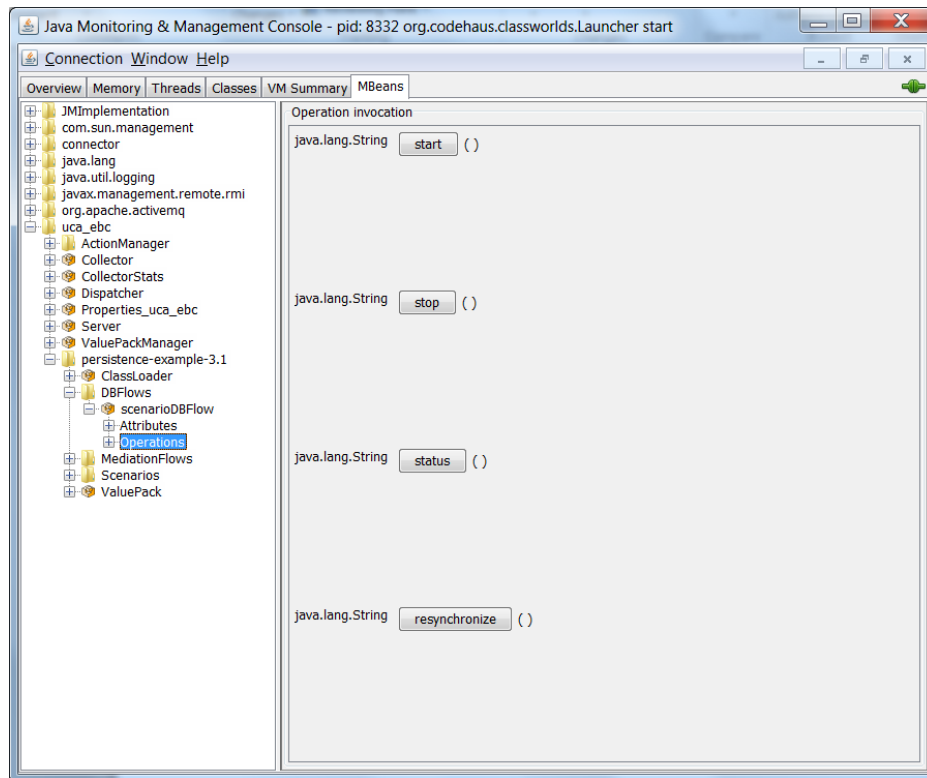 Java Monitoring & Management Console - pid: 8332 org.codehaus.classworlds.Launcher start
Connection Window Help
Overview Memory Threads Classes VM Summary MBeans
JMImplementation
com.sun.management
connector
java.lang
java.util.logging
javax.management.remote.rmi
org.apache.activemq
uca_ebc
ActionManager
Collector
CollectorStats
Dispatcher
Properties_uca_ebc
Server
ValuePackManager
persistence-example-3.1
ClassLoader
DBFlows
scenarioDBFlow
Attributes
Operations
MediationFlows
Scenarios
ValuePack
Operation invocation
java.lang.String start ( )
java.lang.String stop ( )
java.lang.String status ( )
java.lang.String resynchronize ( )